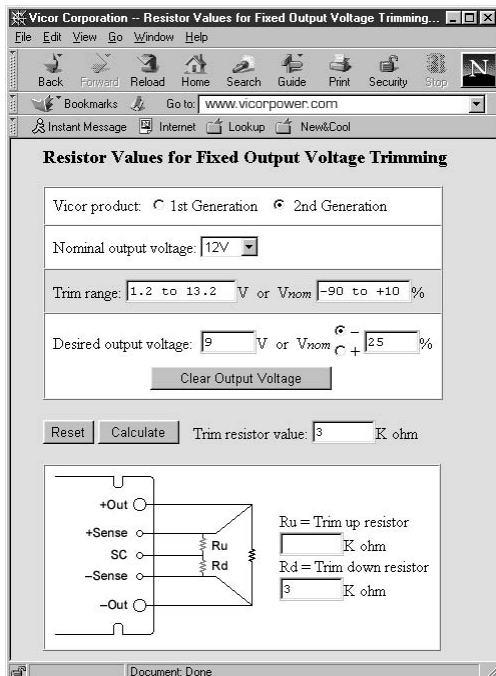 Vicor Corporation -- Resistor Values for Fixed Output Voltage Trimming...
File Edit View Go Window Help
Back Forward Reload Home Search Guide Print Security Stop N
Bookmarks Go to: www.vicorpower.com
Instant Message Internet Lookup New&Cool
Resistor Values for Fixed Output Voltage Trimming
Vicor product: 1st Generation 2nd Generation
Nominal output voltage: 12V
Trim range: 1.2 to 13.2 V or Vnom -90 to +10 %
Desired output voltage: 9 V or Vnom − + 25 %
Clear Output Voltage
Reset Calculate Trim resistor value: 3 K ohm
+Out
+Sense
SC
−Sense
−Out
Ru
Rd
Ru = Trim up resistor
K ohm
Rd = Trim down resistor
3 K ohm
Document: Done